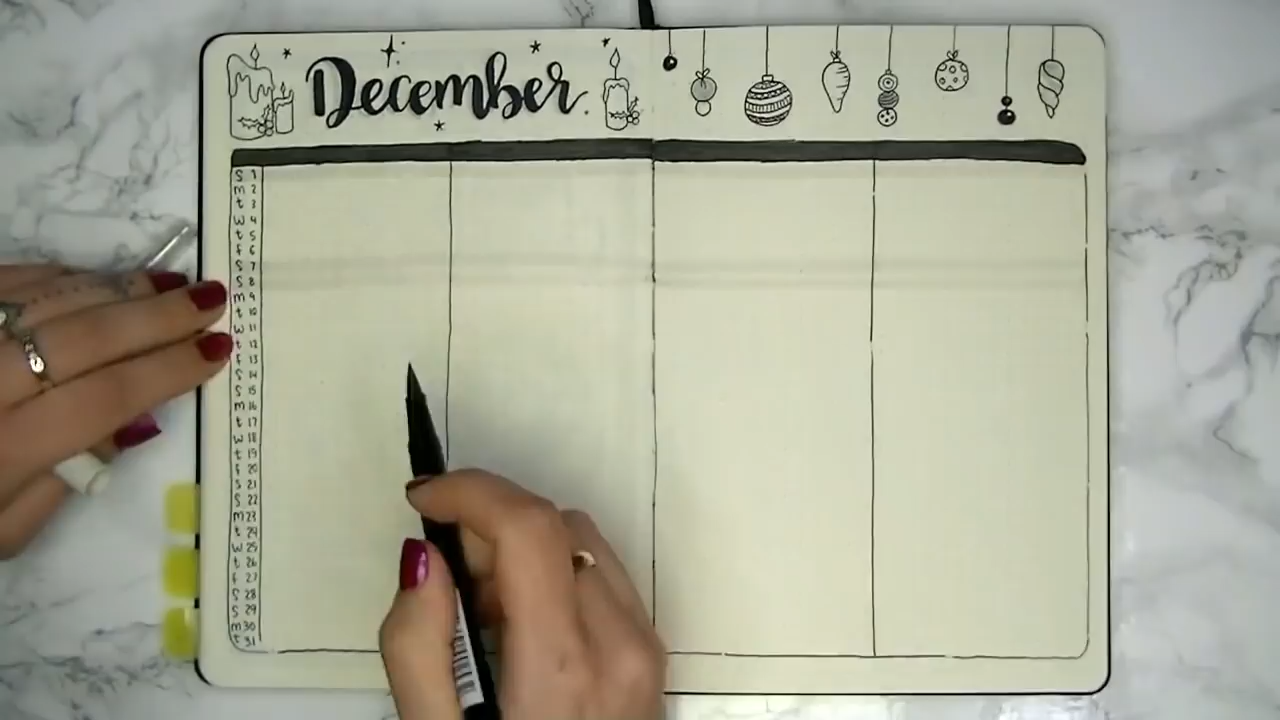 December
S 1
m 2
t 3
w 4
t 5
f 6
S 7
S 8
m 9
t 10
w 11
t 12
f 13
S 14
S 15
m 16
t 17
w 18
t 19
f 20
S 21
S 22
m 23
t 24
w 25
t 26
f 27
S 28
S 29
m 30
t 31